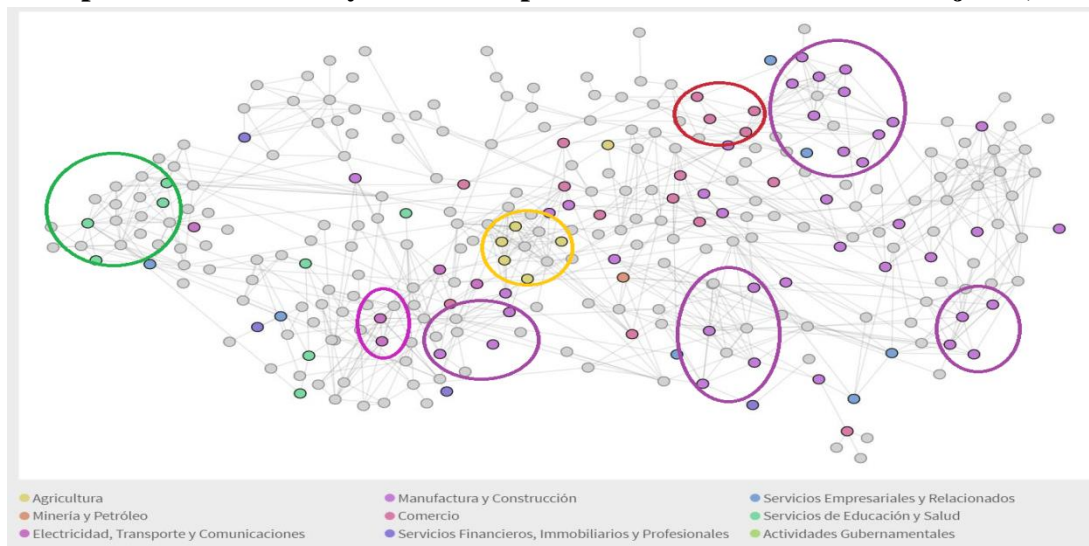 Agricultura Manufactura y Construcción Servicios Empresariales y Relacionados
Minería y Petróleo Comercio Servicios de Educación y Salud
Electricidad, Transporte y Comunicaciones Servicios Financieros, Immobiliarios y Profesionales Actividades Gubernamentales